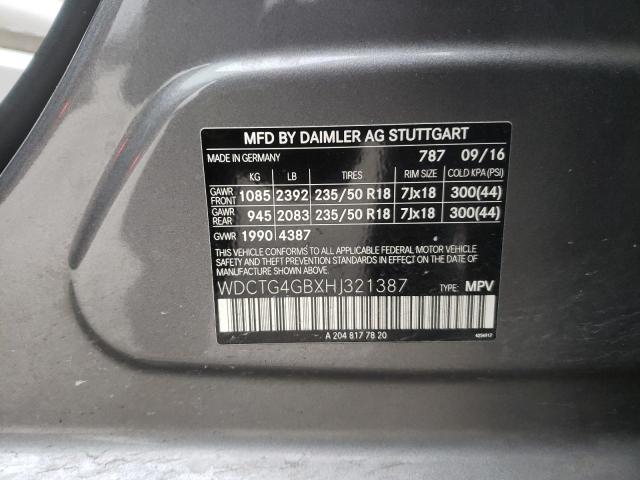 MFD BY DAIMLER AG STUTTGART
MADE IN GERMANY 787 09/16
KG LB TIRES RIM SIZE COLD KPA (PSI)
GAWR FRONT 1085 2392 235/50 R18 7Jx18 300(44)
GAWR REAR 945 2083 235/50 R18 7Jx18 300(44)
GVWR 1990 4387
THIS VEHICLE CONFORMS TO ALL APPLICABLE FEDERAL MOTOR VEHICLE
SAFETY AND THEFT PREVENTION STANDARDS IN
EFFECT ON THE DATE OF MANUFACTURE SHOWN ABOVE.
WDCTG4GBXHJ321387 TYPE: MPV
A 204 817 78 20